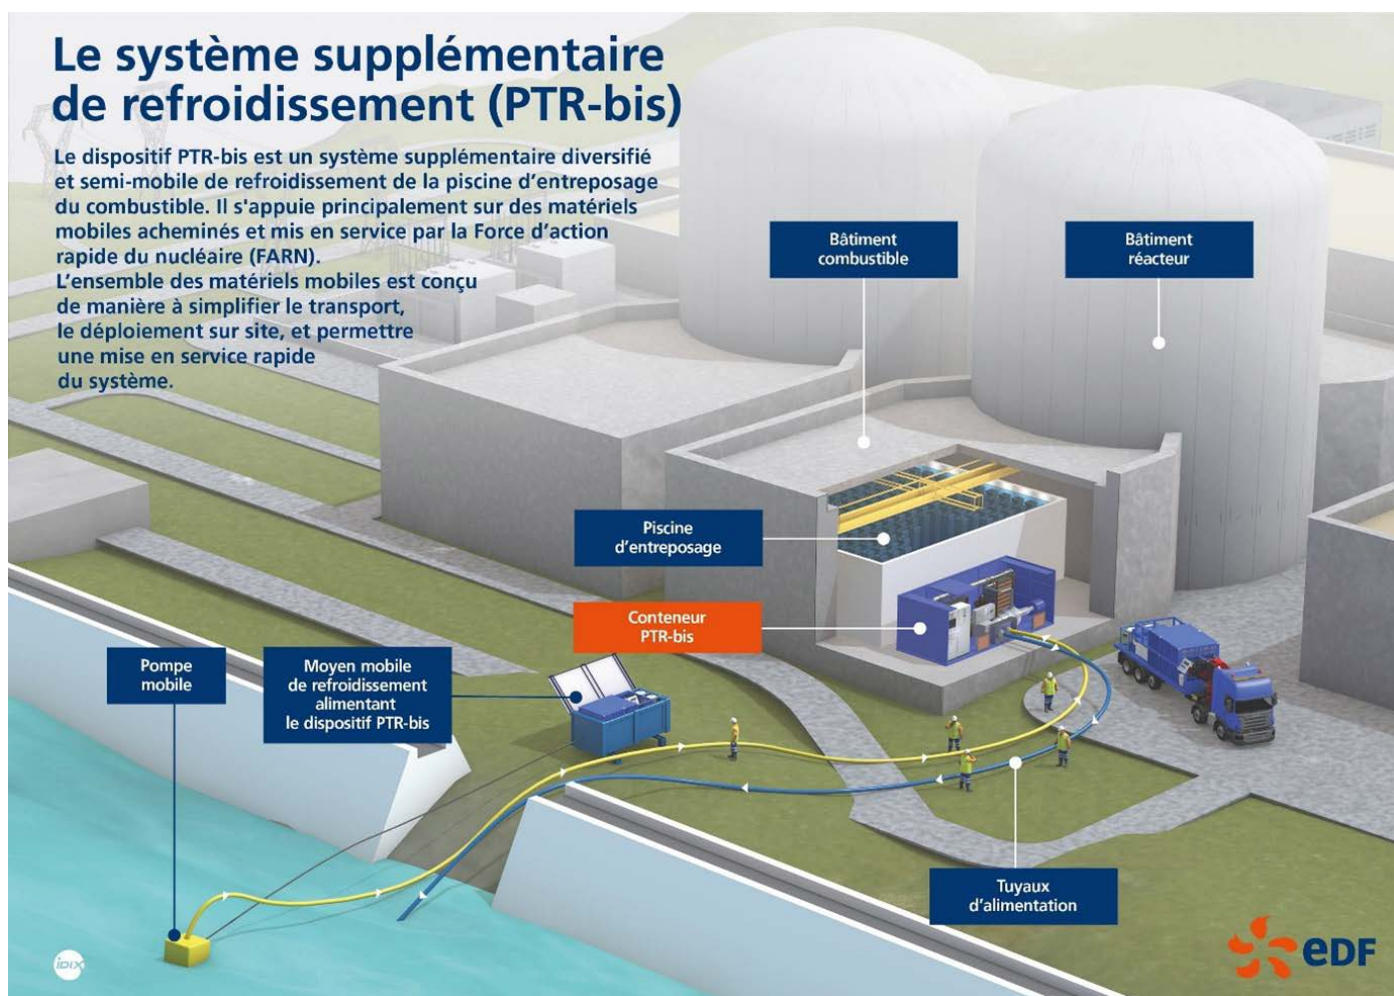 Le système supplémentaire
de refroidissement (PTR-bis)
Le dispositif PTR-bis est un système supplémentaire diversifié
et semi-mobile de refroidissement de la piscine d'entreposage
du combustible. Il s'appuie principalement sur des matériels
mobiles acheminés et mis en service par la Force d'action
rapide du nucléaire (FARN).
L'ensemble des matériels mobiles est conçu
de manière à simplifier le transport,
le déploiement sur site, et permettre
une mise en service rapide
du système.
Bâtiment
combustible
Bâtiment
réacteur
Piscine
d'entreposage
Conteneur
PTR-bis
Pompe
mobile
Moyen mobile
de refroidissement
alimentant
le dispositif PTR-bis
Tuyaux
d'alimentation
idix
eDF